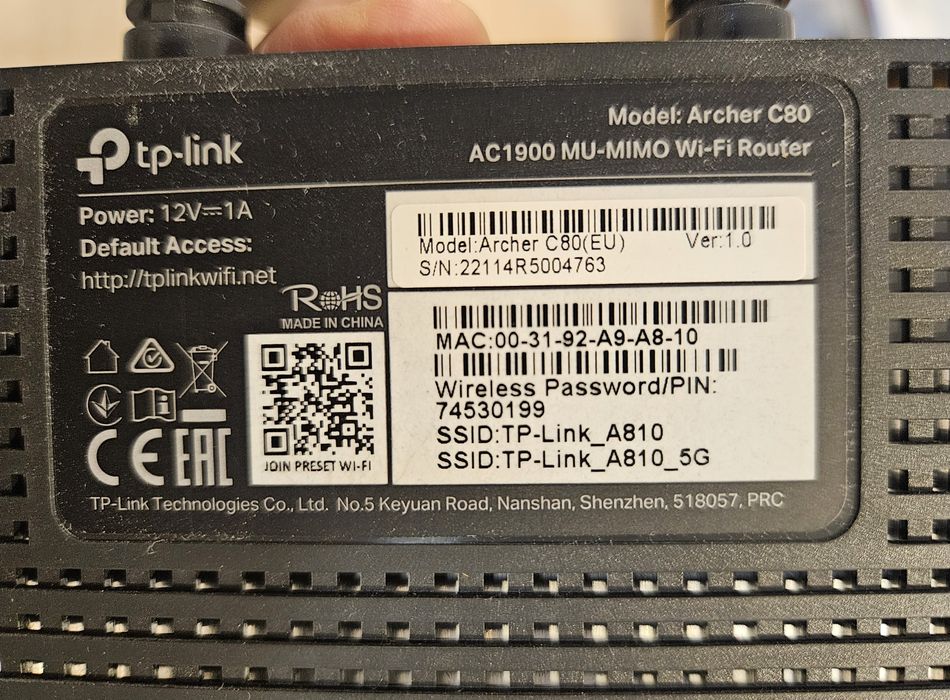 tp-link
Model: Archer C80
AC1900 MU-MIMO Wi-Fi Router
Power: 12V⎓1A
Default Access:
http://tplinkwifi.net
RoHS
MADE IN CHINA
Model:Archer C80(EU) Ver:1.0
S/N:22114R5004763
MAC:00-31-92-A9-A8-10
Wireless Password/PIN:
74530199
SSID:TP-Link_A810
SSID:TP-Link_A810_5G
JOIN PRESET WI-FI
CE EAC
TP-Link Technologies Co., Ltd. No.5 Keyuan Road, Nanshan, Shenzhen, 518057, PRC